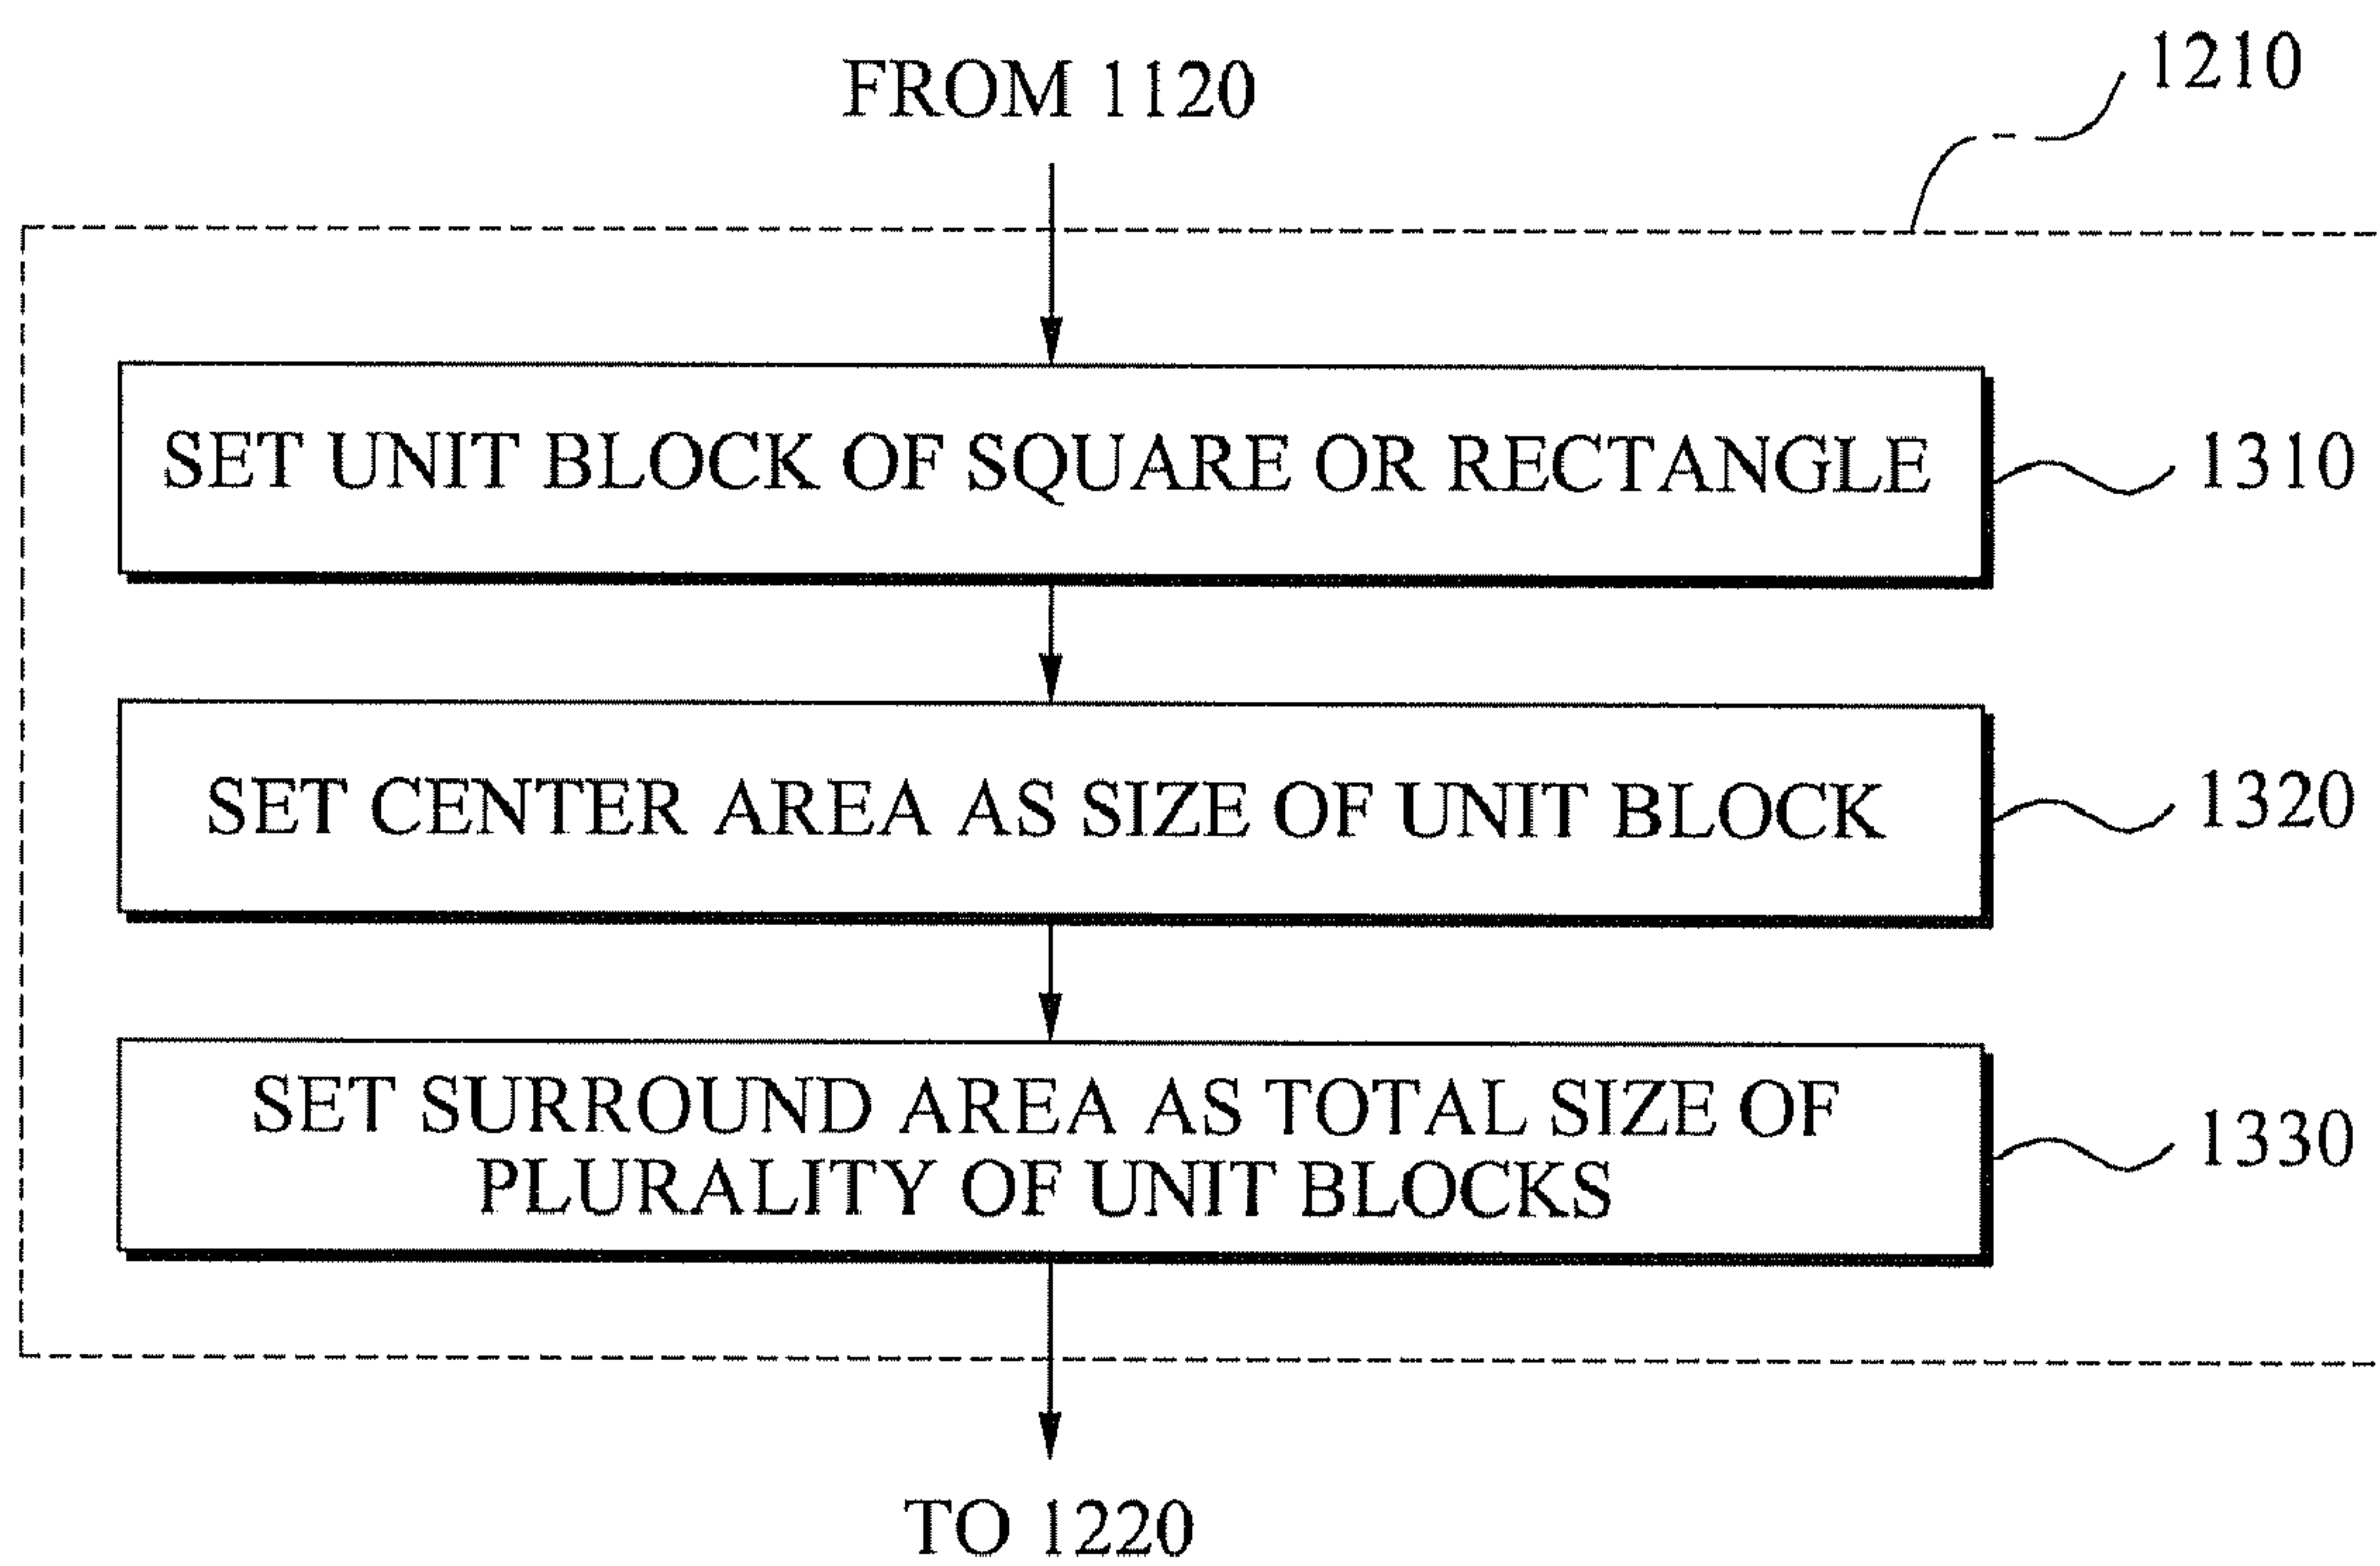 FROM 1120
1210
SET UNIT BLOCK OF SQUARE OR RECTANGLE
1310
SET CENTER AREA AS SIZE OF UNIT BLOCK
1320
SET SURROUND AREA AS TOTAL SIZE OF
PLURALITY OF UNIT BLOCKS
1330
TO 1220